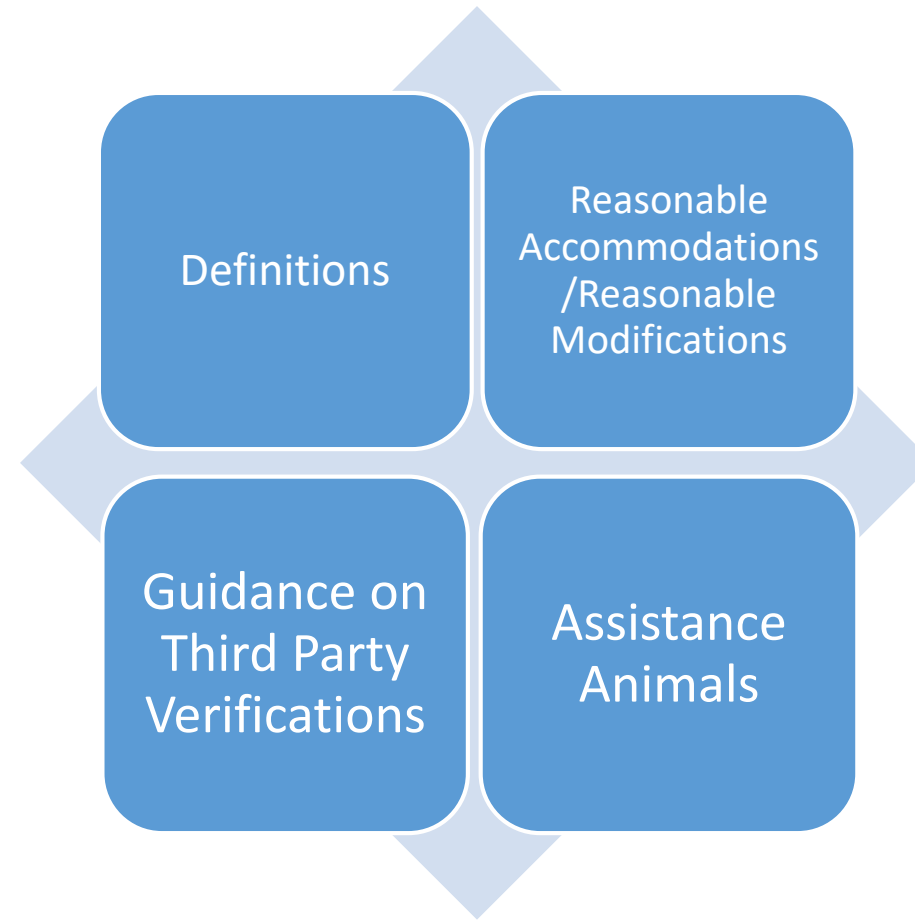 Definitions
Reasonable
Accommodations
/Reasonable
Modifications
Guidance on
Third Party
Verifications
Assistance
Animals